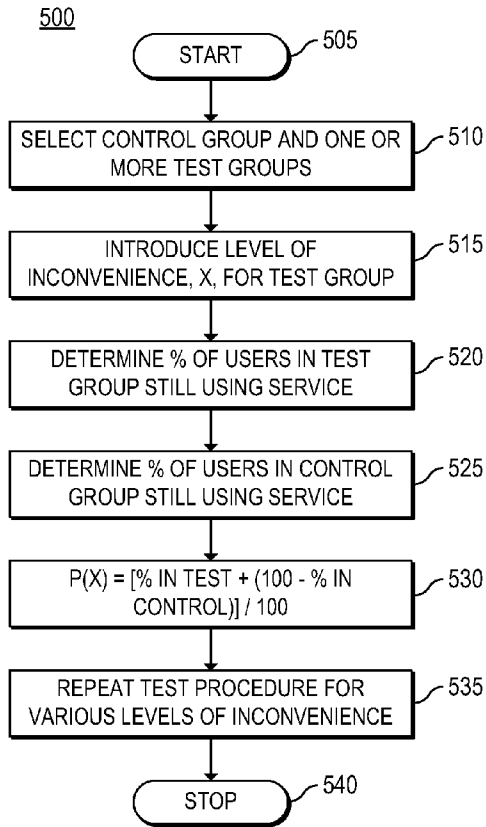 500
START
505
SELECT CONTROL GROUP AND ONE OR
MORE TEST GROUPS
510
INTRODUCE LEVEL OF
INCONVENIENCE, X, FOR TEST GROUP
515
DETERMINE % OF USERS IN TEST
GROUP STILL USING SERVICE
520
DETERMINE % OF USERS IN CONTROL
GROUP STILL USING SERVICE
525
P(X) = [% IN TEST + (100 - % IN
CONTROL)] / 100
530
REPEAT TEST PROCEDURE FOR
VARIOUS LEVELS OF INCONVENIENCE
535
STOP
540